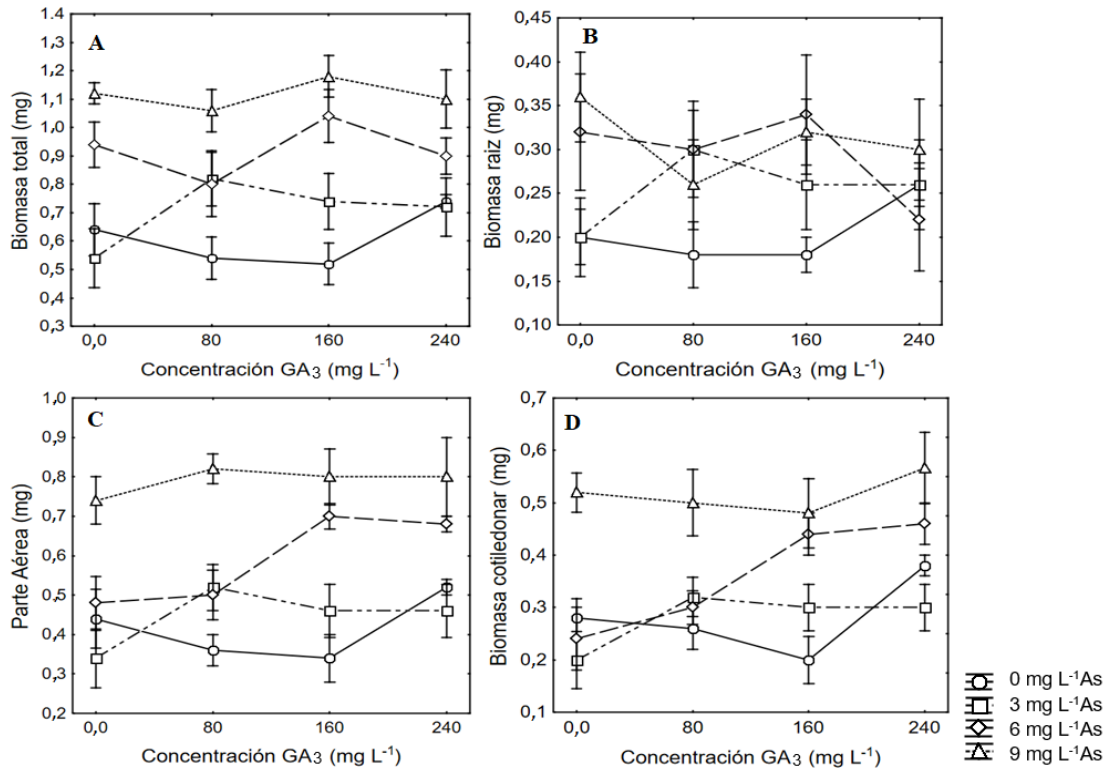 A
Biomasa total (mg)
1.4
1,3
1,2
1,1
1,0
0,9
0,8
0,7
0,6
0,5
0,4
0,3
0,0 80 160 240
Concentración GA3 (mg L-1)
B
Biomasa raiz (mg)
0,45
0,40
0,35
0,30
0,25
0,20
0,15
0,10
0,0 80 160 240
Concentración GA3 (mg L-1)
C
Parte Aérea (mg)
1,0
0,9
0,8
0,7
0,6
0,5
0,4
0,3
0,2
0,0 80 160 240
Concentración GA3 (mg L-1)
D
Biomasa cotiledonar (mg)
0,7
0,6
0,5
0,4
0,3
0,2
0,1
0,0 80 160 240
Concentración GA3 (mg L-1)
0 mg L-1As
3 mg L-1As
6 mg L-1As
9 mg L-1As